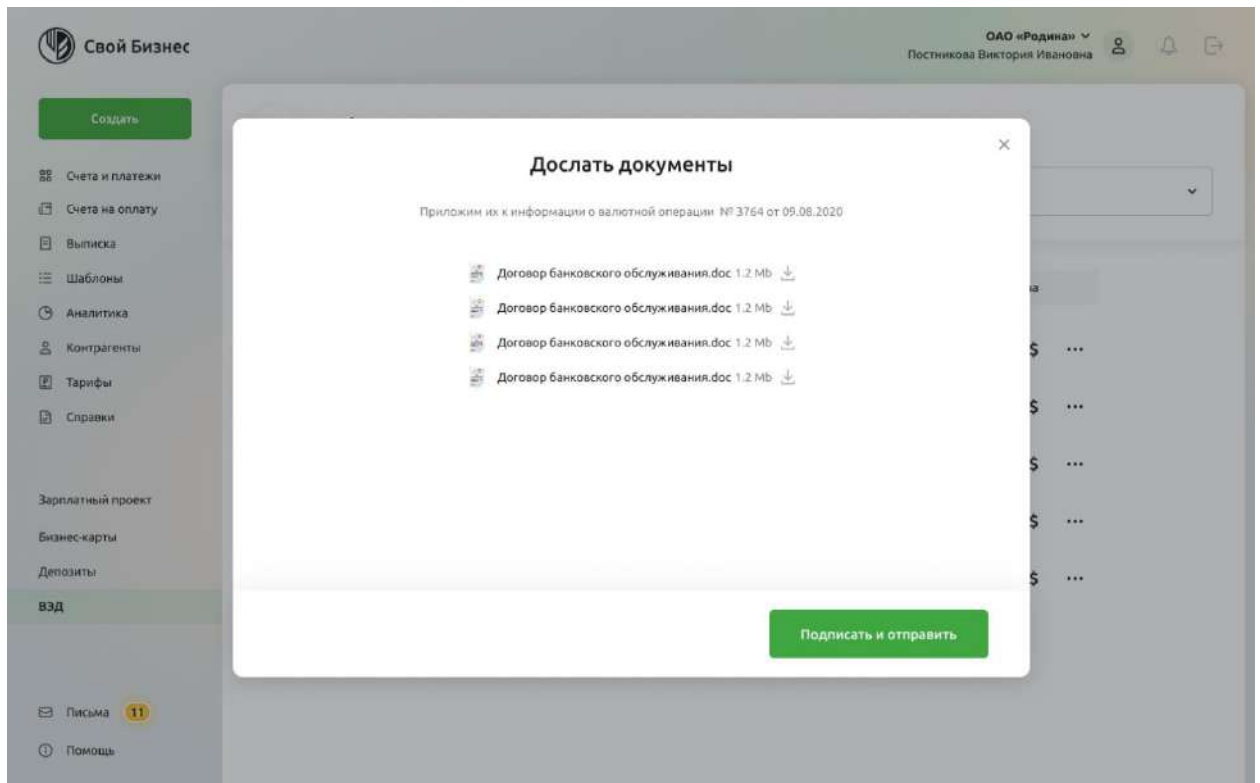 Свой Бизнес
ОАО «Родина»
Постникова Виктория Ивановна
Создать
Счета и платежи
Счета на оплату
Выписка
Шаблоны
Аналитика
Контрагенты
Тарифы
Справки
Зарплатный проект
Бизнес-карты
Депозиты
ВЭД
Письма 11
Помощь
Дослать документы
Приложим их к информации о валютной операции № 3764 от 09.08.2020
Договор банковского обслуживания.doc 1.2 Mb
Договор банковского обслуживания.doc 1.2 Mb
Договор банковского обслуживания.doc 1.2 Mb
Договор банковского обслуживания.doc 1.2 Mb
Подписать и отправить
$
$
$
$
$